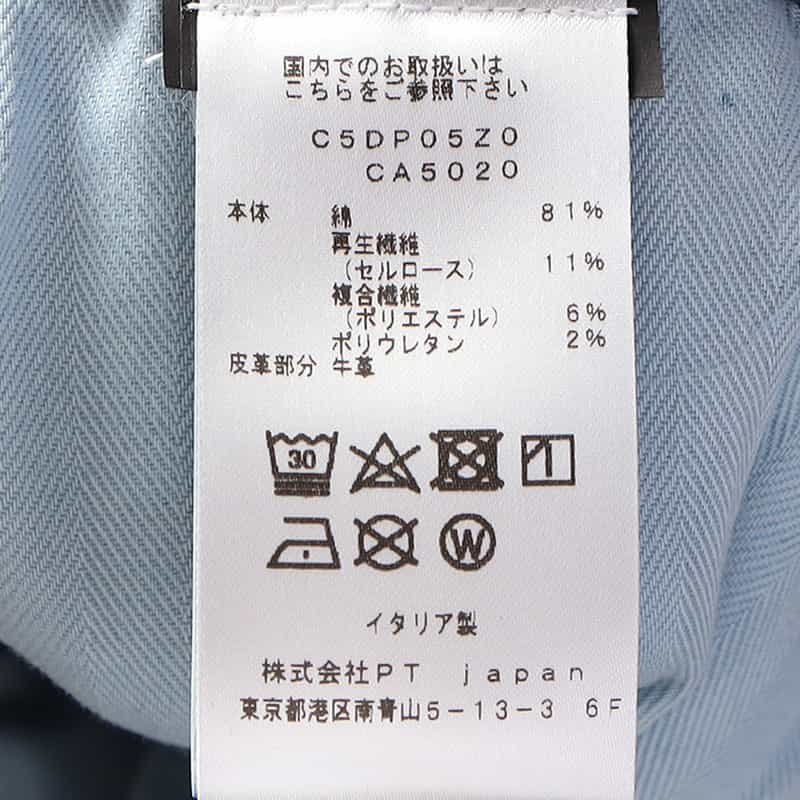 国内でのお取扱いは
こちらをご参照下さい
C5DP05Z0
CA5020
本体 綿 81%
再生繊維
(セルロース) 11%
複合繊維
(ポリエステル) 6%
ポリウレタン 2%
皮革部分 牛革
30
W
イタリア製
株式会社PT japan
東京都港区南青山5-13-3 6F